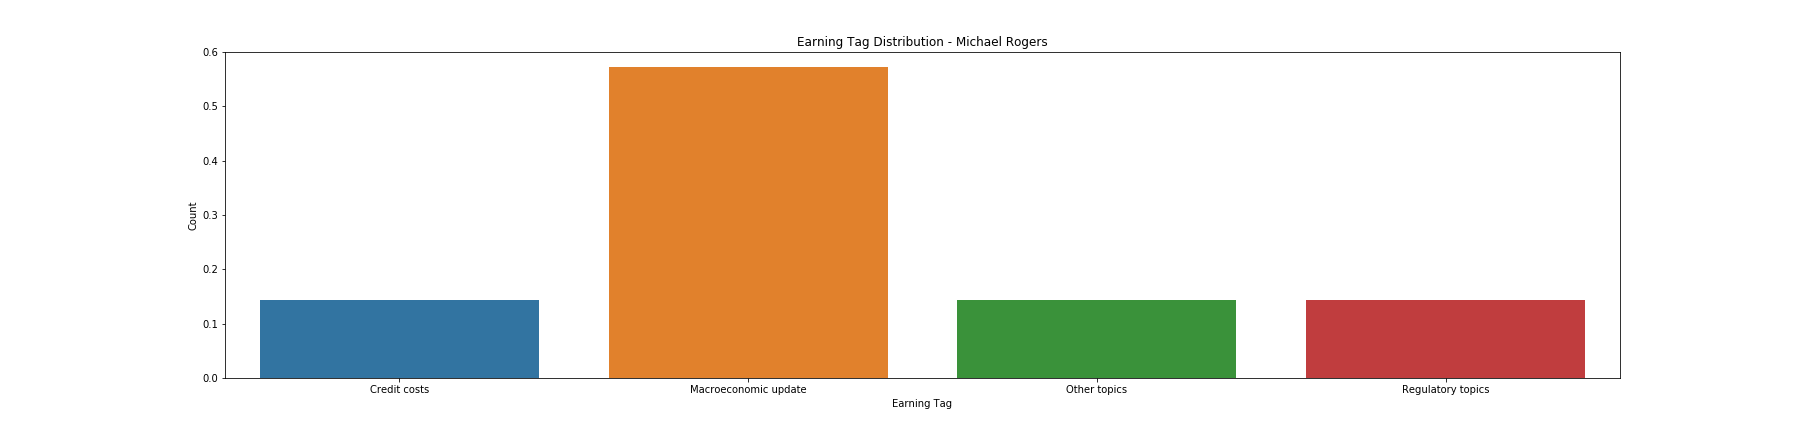 Earning Tag Distribution - Michael Rogers
0.6
0.5
0.4
0.3
0.2
0.1
0.0
Count
Credit costs
Macroeconomic update
Other topics
Regulatory topics
Earning Tag